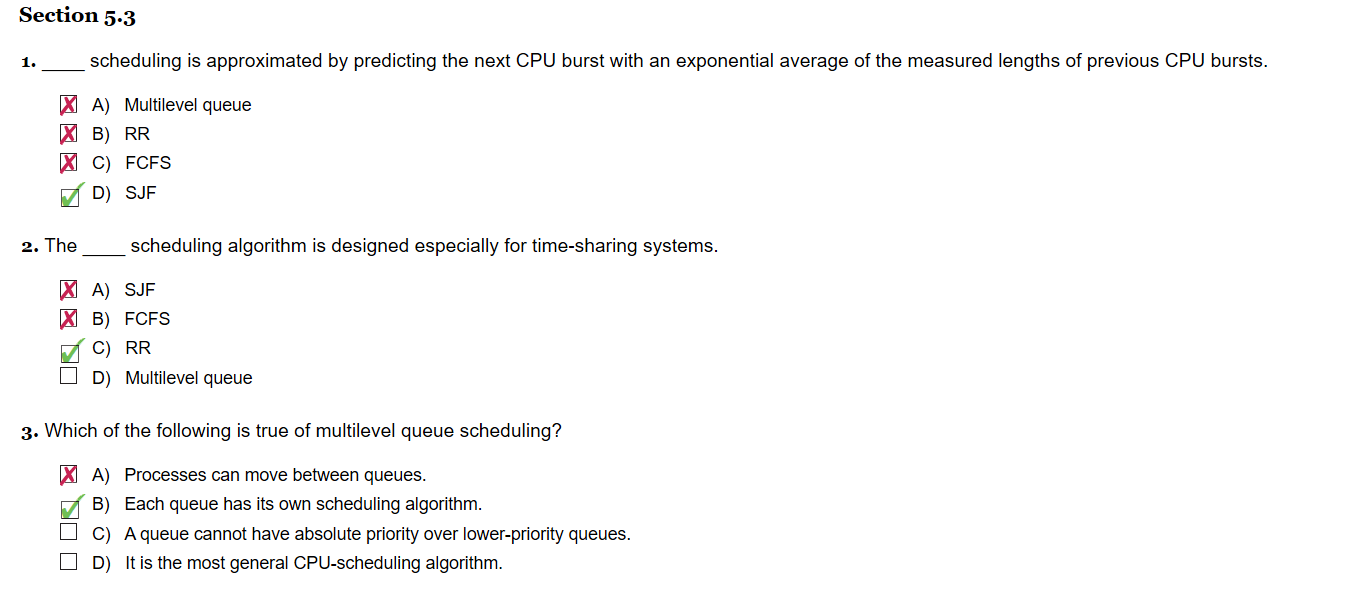 Section 5.3
1. ____ scheduling is approximated by predicting the next CPU burst with an exponential average of the measured lengths of previous CPU bursts.
A) Multilevel queue
B) RR
C) FCFS
D) SJF
2. The ____ scheduling algorithm is designed especially for time-sharing systems.
A) SJF
B) FCFS
C) RR
D) Multilevel queue
3. Which of the following is true of multilevel queue scheduling?
A) Processes can move between queues.
B) Each queue has its own scheduling algorithm.
C) A queue cannot have absolute priority over lower-priority queues.
D) It is the most general CPU-scheduling algorithm.